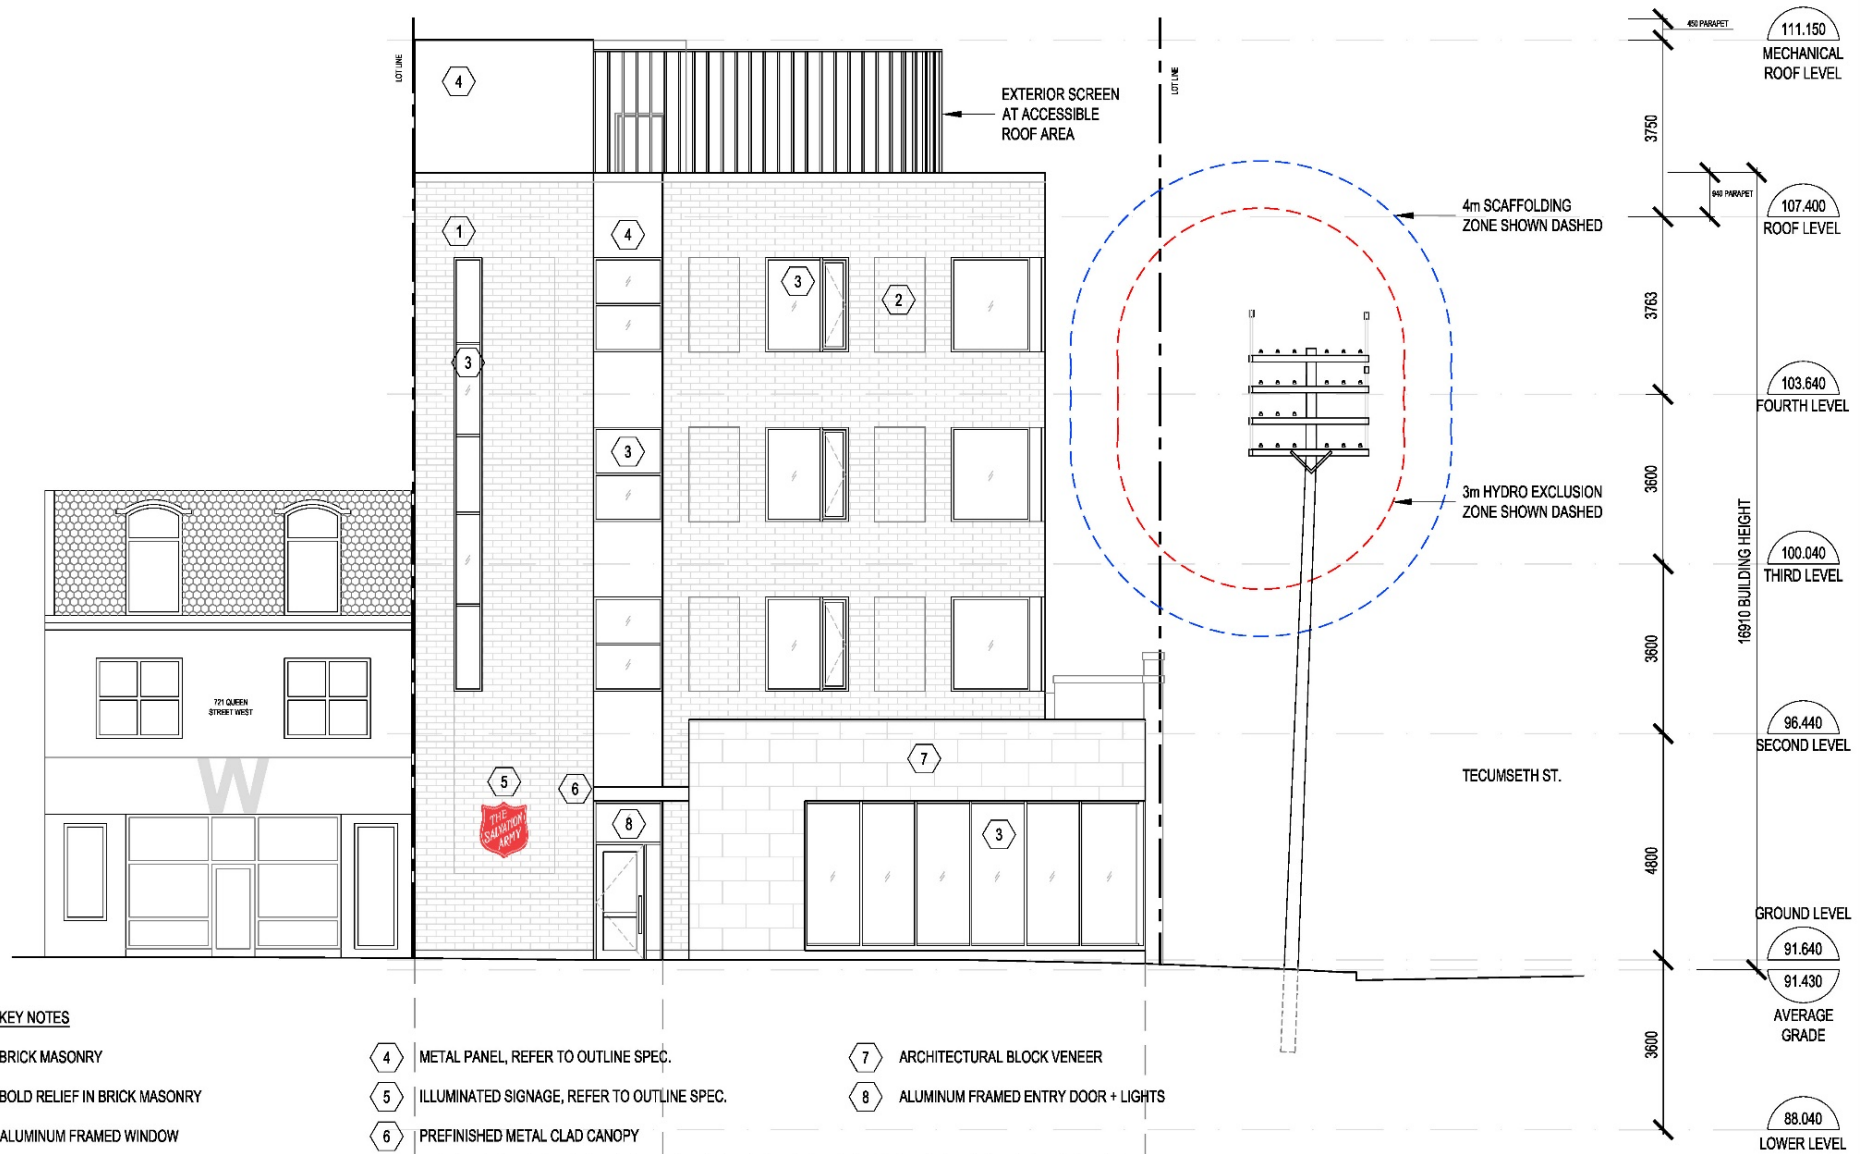 LOT LINE
4
EXTERIOR SCREEN
AT ACCESSIBLE
ROOF AREA
LOT LINE
450 PARAPET
111.150
MECHANICAL
ROOF LEVEL
3750
940 PARAPET
107.400
ROOF LEVEL
4m SCAFFOLDING
ZONE SHOWN DASHED
1
4
3
2
3763
3
103.640
FOURTH LEVEL
3
3600
3m HYDRO EXCLUSION
ZONE SHOWN DASHED
16910 BUILDING HEIGHT
100.040
THIRD LEVEL
3600
721 QUEEN
STREET WEST
96.440
SECOND LEVEL
W
5
6
7
TECUMSETH ST.
THE
SALVATION
ARMY
8
3
4800
GROUND LEVEL
91.640
91.430
AVERAGE
GRADE
3600
88.040
LOWER LEVEL
KEY NOTES
BRICK MASONRY
BOLD RELIEF IN BRICK MASONRY
ALUMINUM FRAMED WINDOW
4 METAL PANEL, REFER TO OUTLINE SPEC.
5 ILLUMINATED SIGNAGE, REFER TO OUTLINE SPEC.
6 PREFINISHED METAL CLAD CANOPY
7 ARCHITECTURAL BLOCK VENEER
8 ALUMINUM FRAMED ENTRY DOOR + LIGHTS